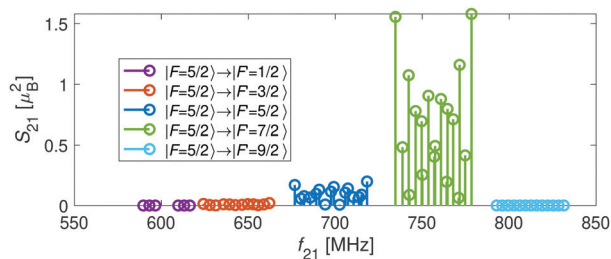 1.5
1
0.5
0
S21 [μB2]
|F=5/2⟩→|F'=1/2⟩
|F=5/2⟩→|F'=3/2⟩
|F=5/2⟩→|F'=5/2⟩
|F=5/2⟩→|F'=7/2⟩
|F=5/2⟩→|F'=9/2⟩
550 600 650 700 750 800 850
f21 [MHz]